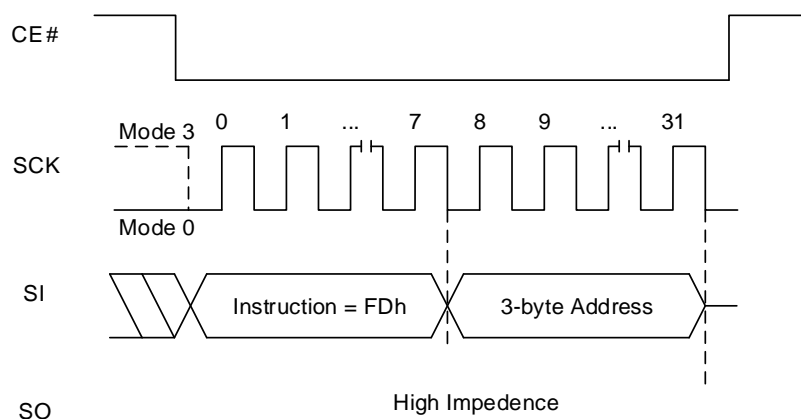 CE#
0 1 ... 7 8 9 ... 31
Mode 3
SCK
Mode 0
SI
Instruction = FDh
3-byte Address
High Impedence
SO